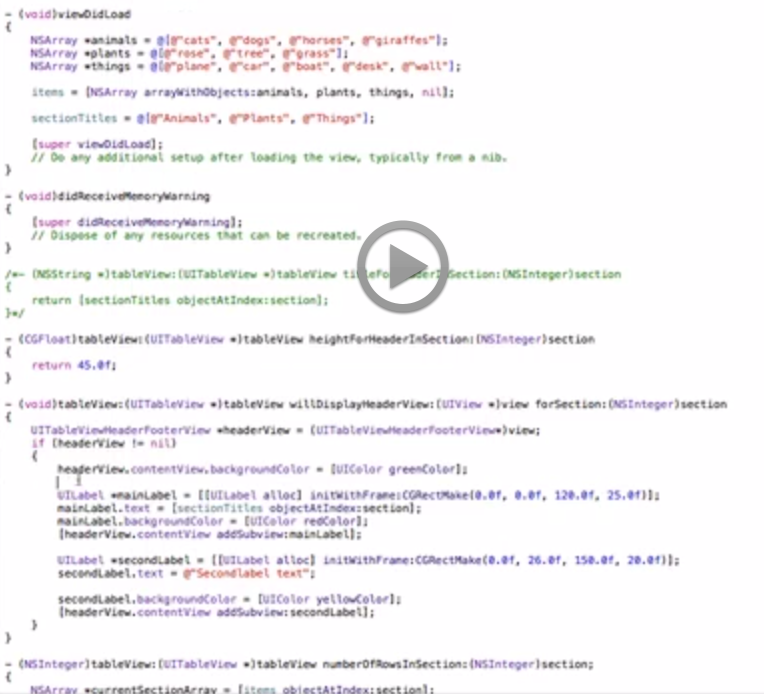 - (void)viewDidLoad
{
NSArray *animals = @[@"cats", @"dogs", @"horses", @"giraffes"];
NSArray *plants = @[@"rose", @"tree", @"grass"];
NSArray *things = @[@"plane", @"car", @"boat", @"desk", @"wall"];
items = [NSArray arrayWithObjects:animals, plants, things, nil];
sectionTitles = @[@"Animals", @"Plants", @"Things"];
[super viewDidLoad];
// Do any additional setup after loading the view, typically from a nib.
}
- (void)didReceiveMemoryWarning
{
[super didReceiveMemoryWarning];
// Dispose of any resources that can be recreated.
}
/*- (NSString *)tableView:(UITableView *)tableView InSection:(NSInteger)section
{
return [sectionTitles objectAtIndex:section];
}*/
- (CGFloat)tableView:(UITableView *)tableView heightForHeaderInSection:(NSInteger)section
{
return 45.0f;
}
- (void)tableView:(UITableView *)tableView willDisplayHeaderView:(UIView *)view forSection:(NSInteger)section
{
UITableViewHeaderFooterView *headerView = (UITableViewHeaderFooterView*)view;
if (headerView != nil)
{
headerView.contentView.backgroundColor = [UIColor greenColor];
UILabel *mainLabel = [[UILabel alloc] initWithFrame:CGRectMake(0.0f, 0.0f, 120.0f, 25.0f)];
mainLabel.text = [sectionTitles objectAtIndex:section];
mainLabel.backgroundColor = [UIColor redColor];
[headerView.contentView addSubview:mainLabel];
UILabel *secondLabel = [[UILabel alloc] initWithFrame:CGRectMake(0.0f, 26.0f, 150.0f, 20.0f)];
secondLabel.text = @"Secondlabel text";
secondLabel.backgroundColor = [UIColor yellowColor];
[headerView.contentView addSubview:secondLabel];
}
}
- (NSInteger)tableView:(UITableView *)tableView numberOfRowsInSection:(NSInteger)section;
{
NSArray *currentSectionArray = [items objectAtIndex:section];